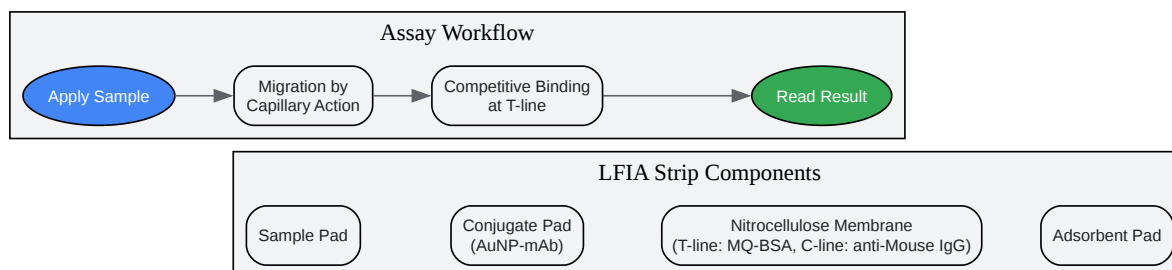 Assay Workflow
Apply Sample
Migration by
Capillary Action
Competitive Binding
at T-line
Read Result
LFIA Strip Components
Sample Pad
Conjugate Pad
(AuNP-mAb)
Nitrocellulose Membrane
(T-line: MQ-BSA, C-line: anti-Mouse IgG)
Adsorbent Pad